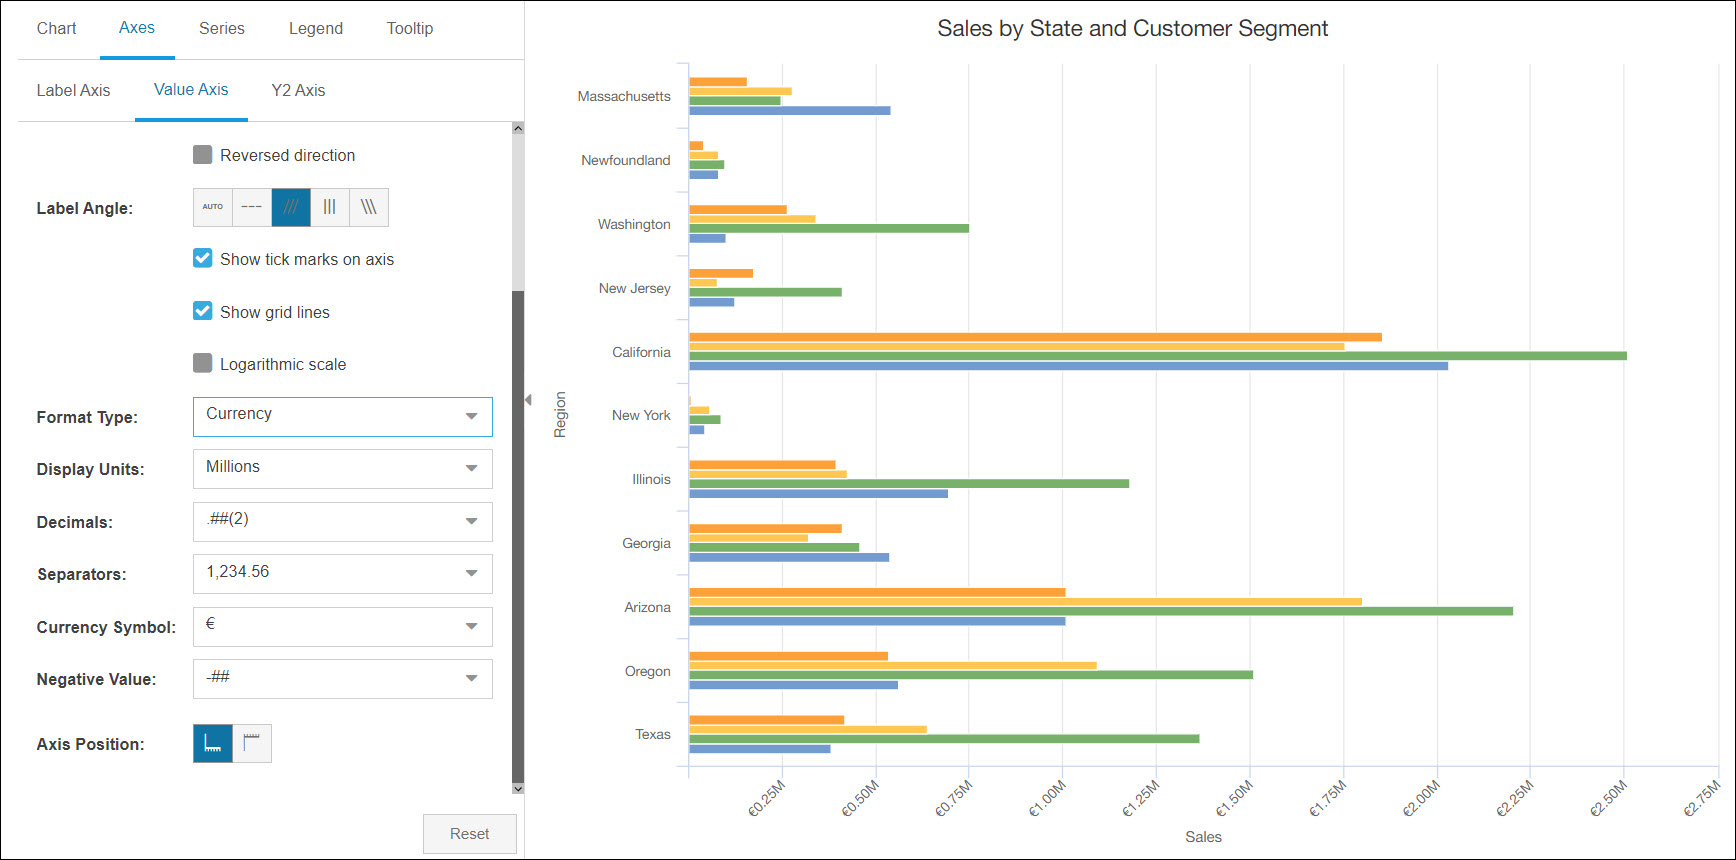 Chart Axes Series Legend Tooltip
Label Axis Value Axis Y2 Axis
Reversed direction
Label Angle: AUTO
Show tick marks on axis
Show grid lines
Logarithmic scale
Format Type: Currency
Display Units: Millions
Decimals: .##(2)
Separators: 1,234.56
Currency Symbol: €
Negative Value: -##
Axis Position:
Reset
Sales by State and Customer Segment
Region
Massachusetts
Newfoundland
Washington
New Jersey
California
New York
Illinois
Georgia
Arizona
Oregon
Texas
€0.25M €0.50M €0.75M €1.00M €1.25M €1.50M €1.75M €2.00M €2.25M €2.50M €2.75M
Sales